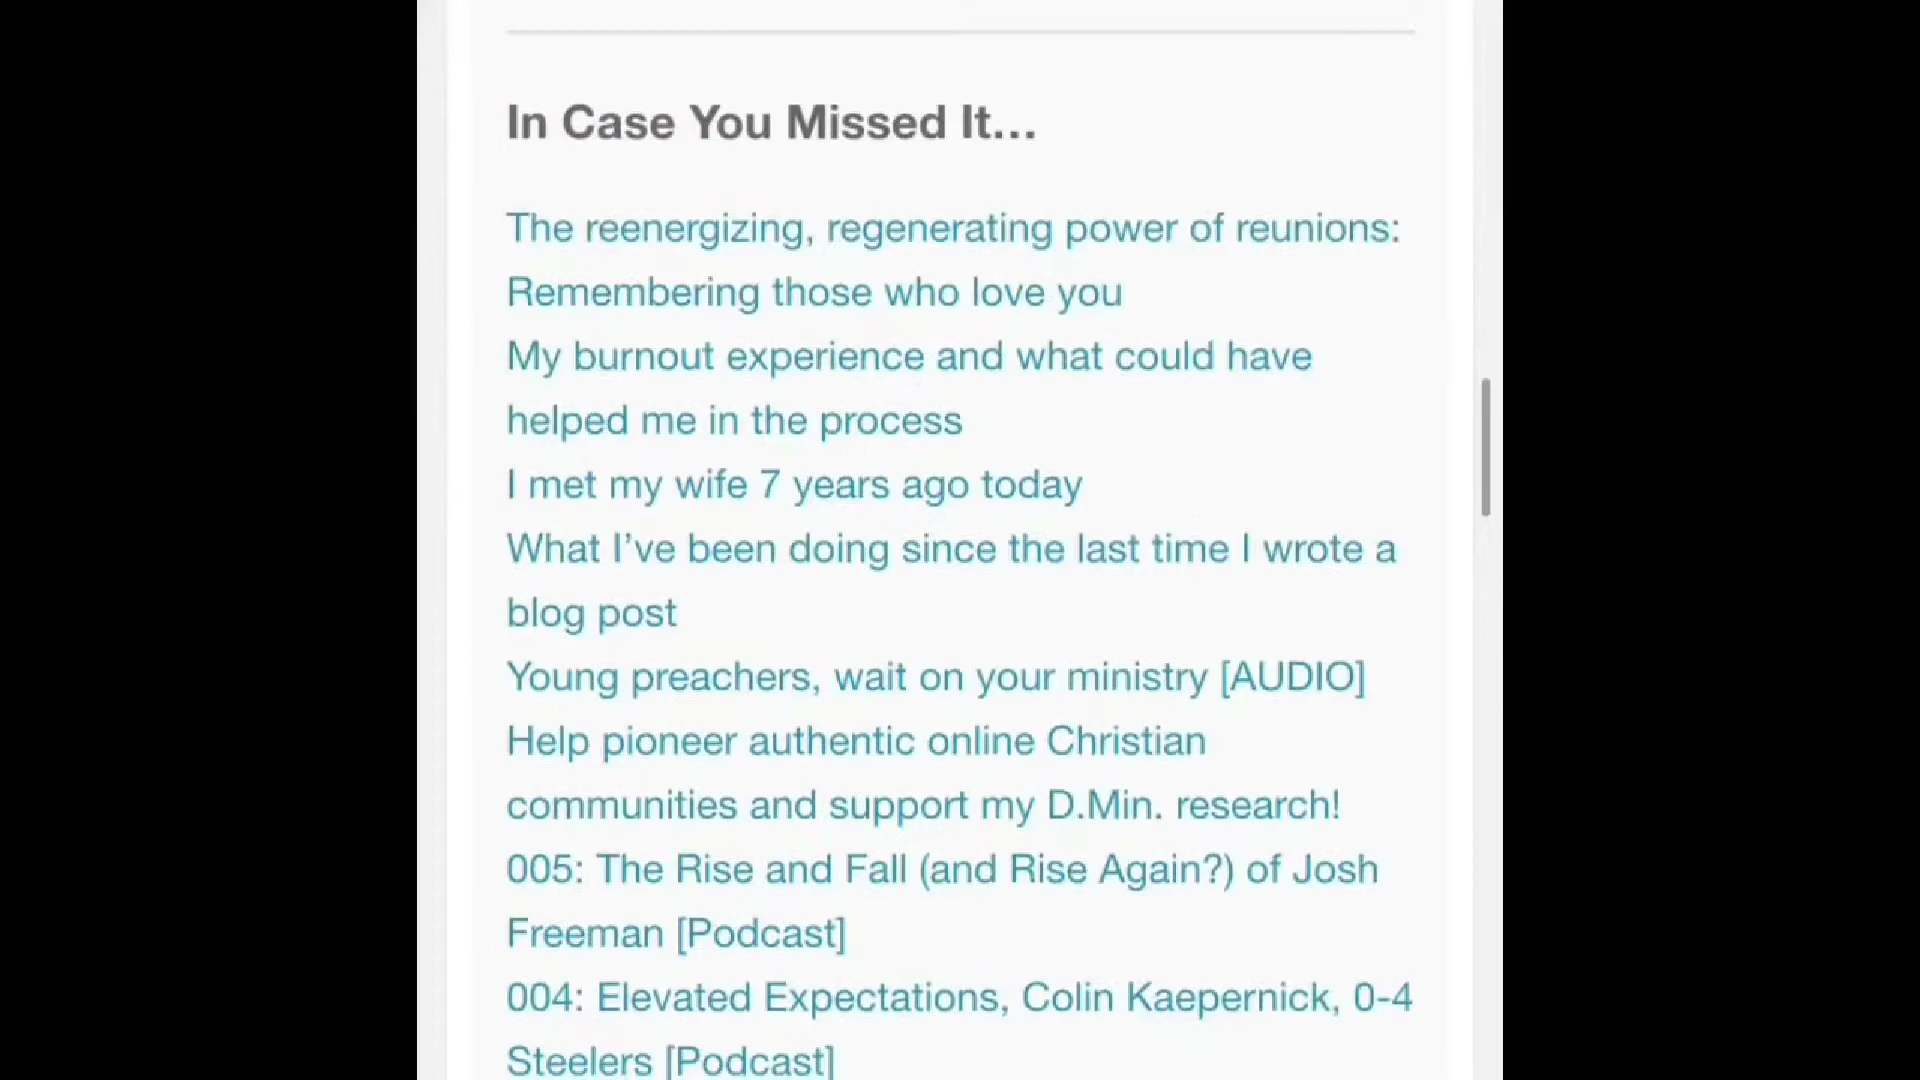 In Case You Missed It...
The reenergizing, regenerating power of reunions:
Remembering those who love you
My burnout experience and what could have
helped me in the process
I met my wife 7 years ago today
What I’ve been doing since the last time I wrote a
blog post
Young preachers, wait on your ministry [AUDIO]
Help pioneer authentic online Christian
communities and support my D.Min. research!
005: The Rise and Fall (and Rise Again?) of Josh
Freeman [Podcast]
004: Elevated Expectations, Colin Kaepernick, 0-4
Steelers [Podcast]